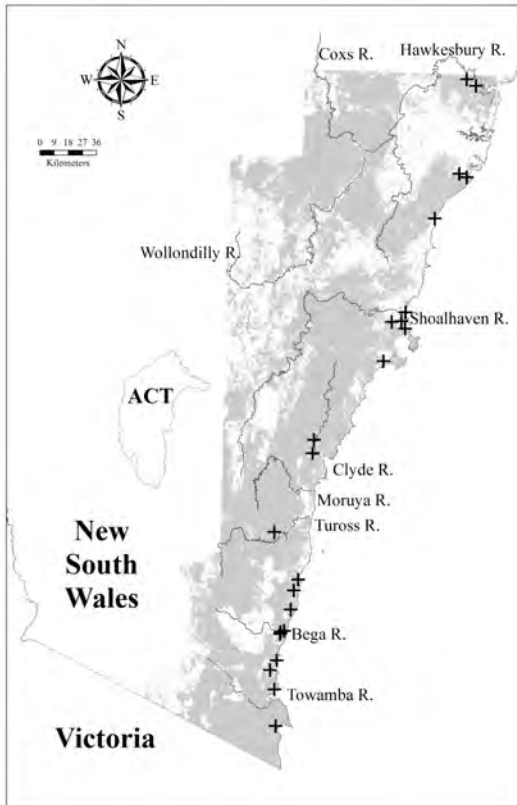 Coxs R.
Hawkesbury R.
N
W E
S
0 9 18 27 36
Kilometers
Wollondilly R.
Shoalhaven R.
ACT
Clyde R.
Moruya R.
Tuross R.
New
South
Wales
Bega R.
Towamba R.
Victoria